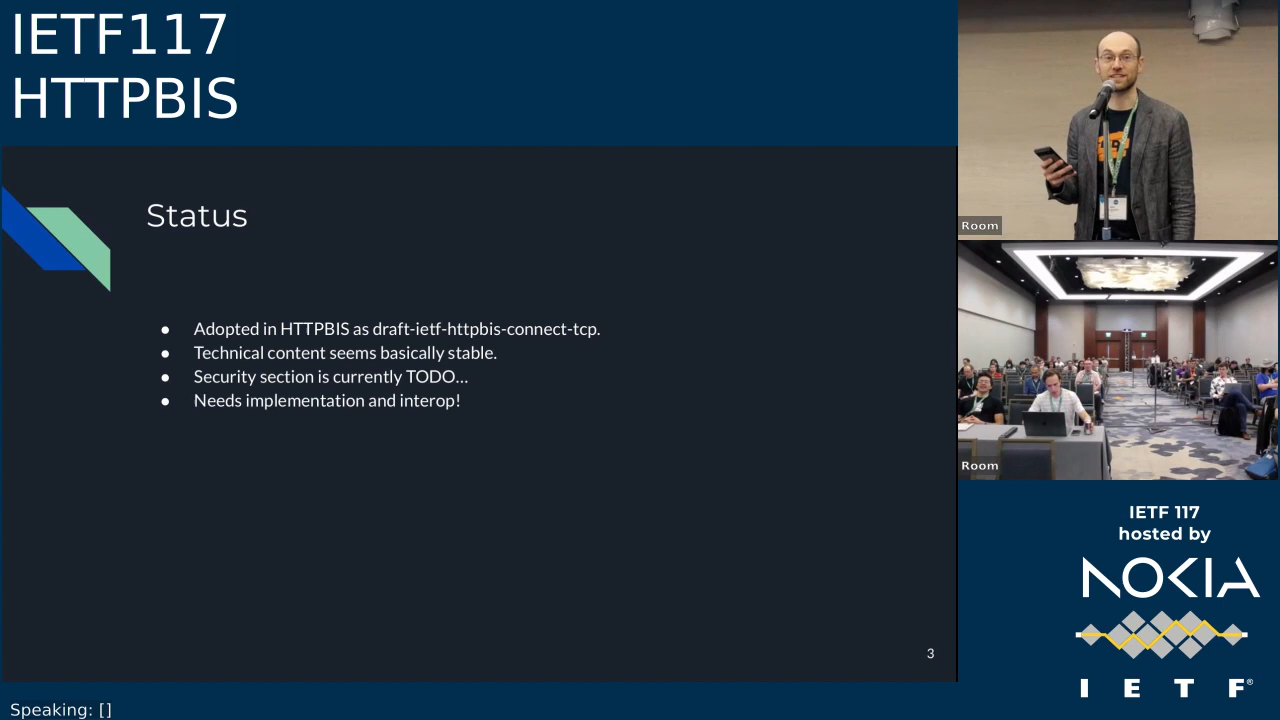 IETF117
HTTPBIS
Status
● Adopted in HTTPBIS as draft-ietf-httpbis-connect-tcp.
● Technical content seems basically stable.
● Security section is currently TODO...
● Needs implementation and interop!
3
Room
Room
IETF 117
hosted by
NOKIA
I E T F®
Speaking: []